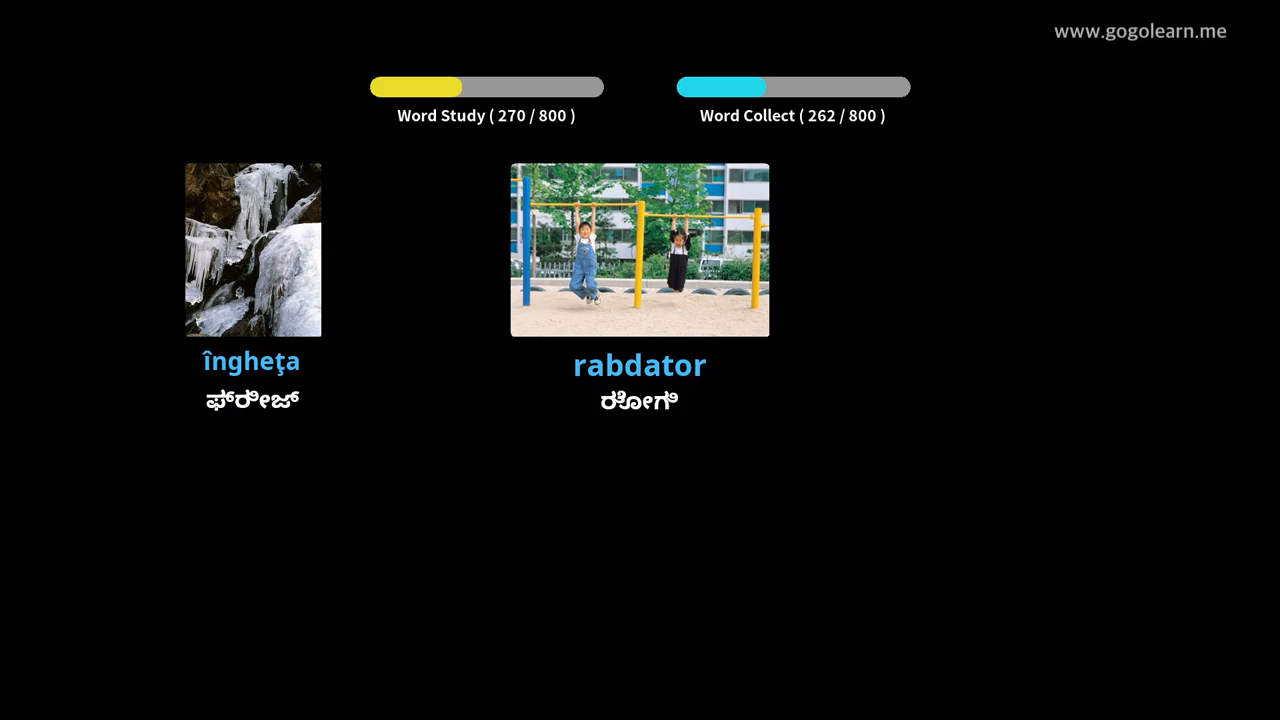 www.gogolearn.me
Word Study ( 270 / 800 )
Word Collect ( 262 / 800 )
îngheţa
ಫ್ರೀಜ್
rabdator
ರೋಗಿ